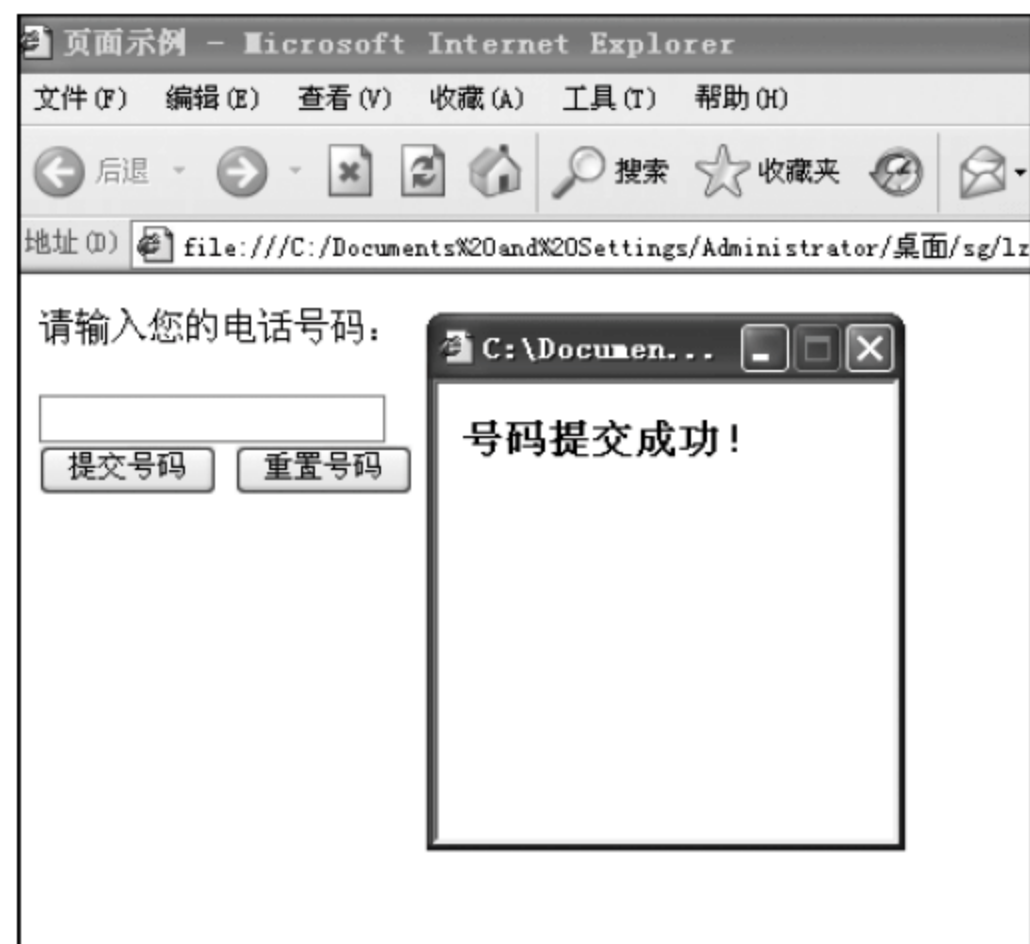 页面示例 - Microsoft Internet Explorer
文件(F) 编辑(E) 查看(V) 收藏(A) 工具(T) 帮助(H)
后退 搜索 收藏夹
地址(D) file:///C:/Documents%20and%20Settings/Administrator/桌面/sg/lz
请输入您的电话号码：
C:\Documen...
号码提交成功!
提交号码 重置号码